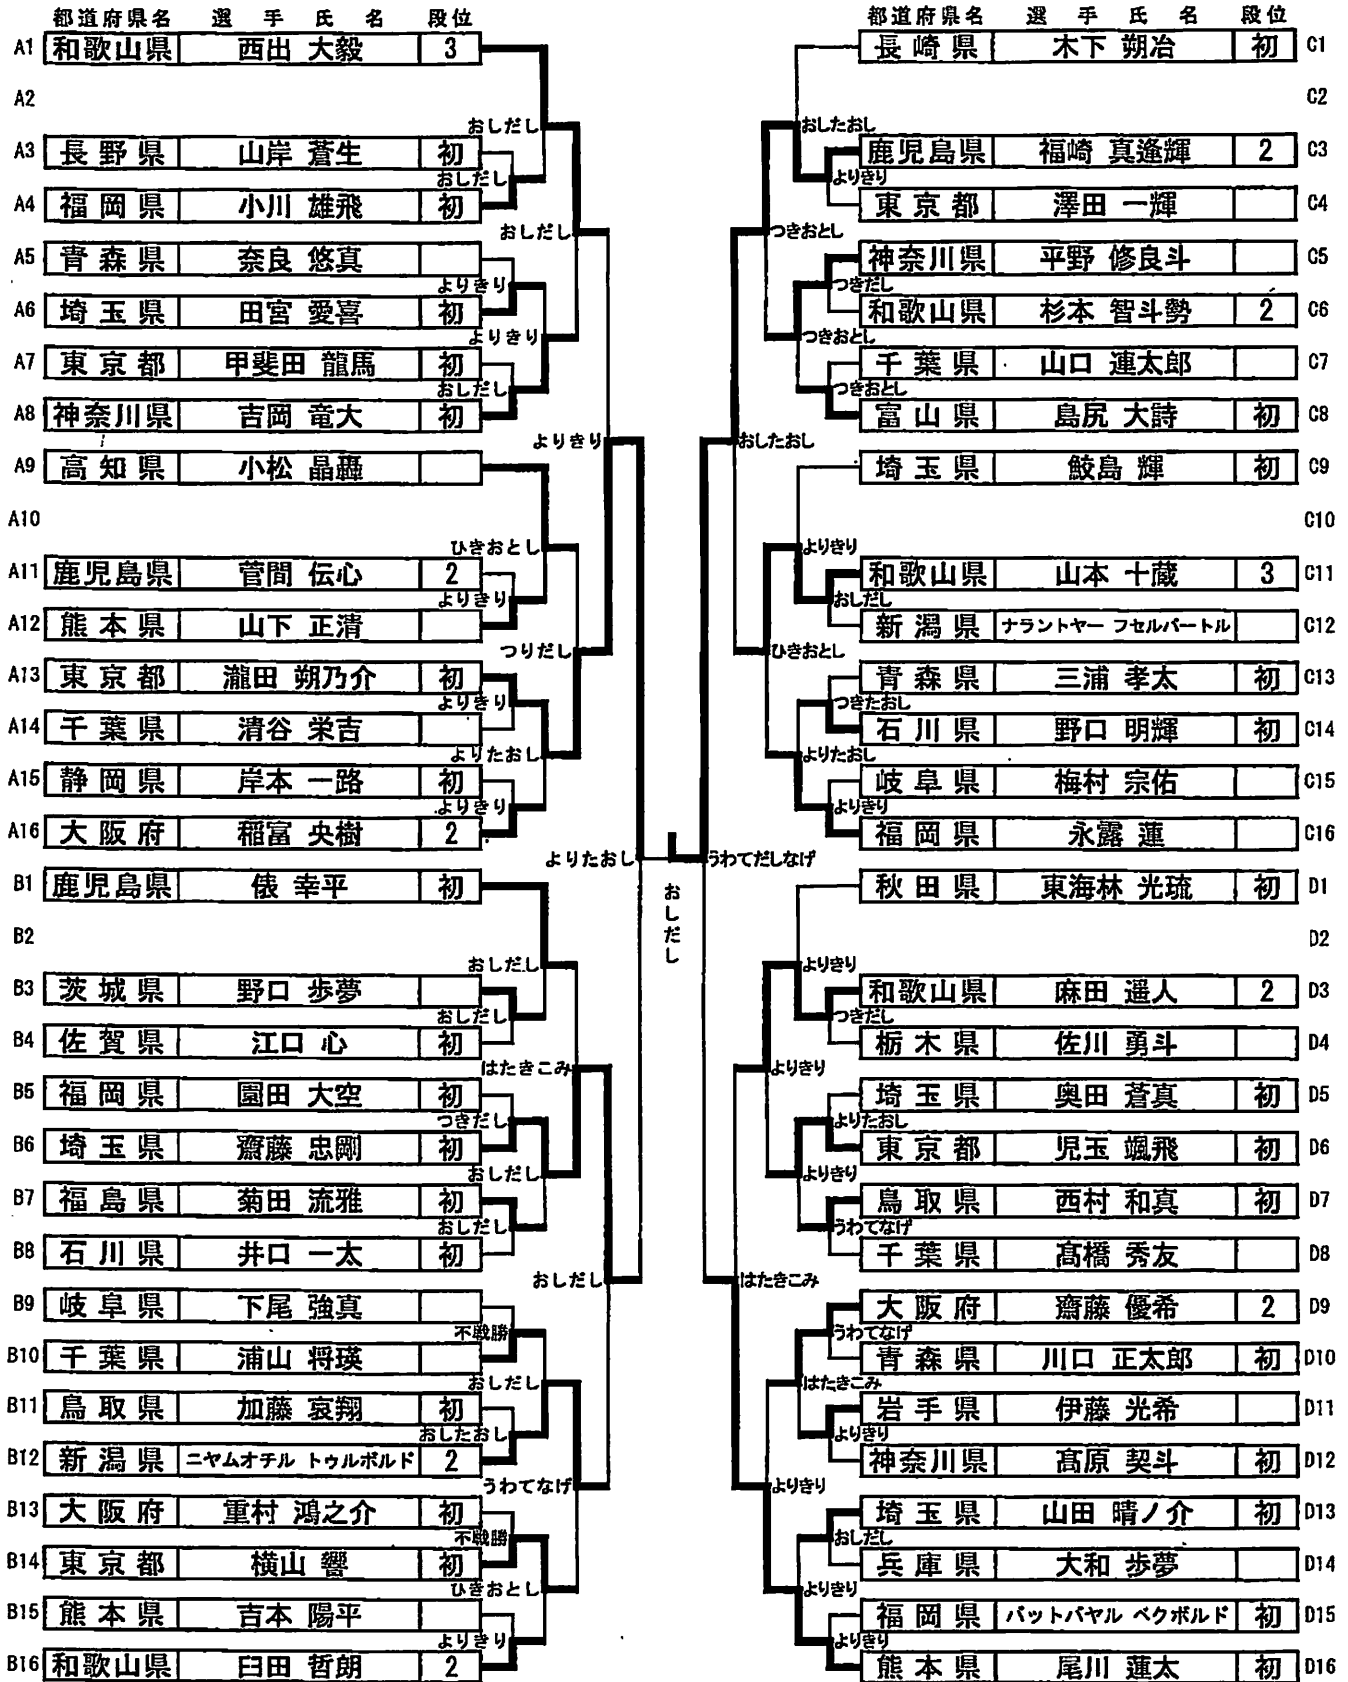 都道府県名 選手氏名 段位
A1 和歌山県 西出 大毅 3
A2
おしだし
A3 長野県 山岸 蒼生 初
おしだし
A4 福岡県 小川 雄飛 初
おしだし
A5 青森県 奈良 悠真
よりきり
A6 埼玉県 田宮 愛喜 初
よりきり
A7 東京都 甲斐田 龍馬 初
おしだし
A8 神奈川県 吉岡 竜大 初
よりきり
A9 高知県 小松 晶轟
A10
ひきおとし
A11 鹿児島県 菅間 伝心 2
よりきり
A12 熊本県 山下 正清
つりだし
A13 東京都 瀧田 朔乃介 初
よりきり
A14 千葉県 清谷 栄吉
よりたおし
A15 静岡県 岸本 一路 初
よりきり
A16 大阪府 稲富 央樹 2
よりたおし
B1 鹿児島県 俵 幸平 初
B2
おしだし
B3 茨城県 野口 歩夢
おしだし
B4 佐賀県 江口 心 初
はたきこみ
B5 福岡県 園田 大空 初
つきだし
B6 埼玉県 齋藤 忠剛 初
おしだし
B7 福島県 菊田 流雅 初
おしだし
B8 石川県 井口 一太 初
おしだし
B9 岐阜県 下尾 強真
不戦勝
B10 千葉県 浦山 将瑛
おしだし
B11 鳥取県 加藤 哀翔 初
おしたおし
B12 新潟県 ニヤムオチル トゥルボルド 2
うわてなげ
B13 大阪府 重村 鴻之介 初
不戦勝
B14 東京都 横山 響 初
ひきおとし
B15 熊本県 吉本 陽平
よりきり
B16 和歌山県 臼田 哲朗 2
おしだし
都道府県名 選手氏名 段位
長崎県 木下 朔冶 初 C1
C2
おしたおし
鹿児島県 福崎 真逢輝 2 C3
よりきり
東京都 澤田 一輝 C4
つきおとし
神奈川県 平野 修良斗 C5
つきだし
和歌山県 杉本 智斗勢 2 C6
つきおとし
千葉県 山口 連太郎 C7
つきおとし
富山県 島尻 大詩 初 C8
おしたおし
埼玉県 鮫島 輝 初 C9
C10
よりきり
和歌山県 山本 十蔵 3 C11
おしだし
新潟県 ナラントヤー フセルバートル C12
ひきおとし
青森県 三浦 孝太 初 C13
つきたおし
石川県 野口 明輝 初 C14
よりたおし
岐阜県 梅村 宗佑 C15
よりきり
福岡県 永露 蓮 C16
うわてだしなげ
秋田県 東海林 光琉 初 D1
D2
よりきり
和歌山県 麻田 遥人 2 D3
つきだし
栃木県 佐川 勇斗 D4
よりきり
埼玉県 奥田 蒼真 初 D5
よりたおし
東京都 児玉 颯飛 初 D6
よりきり
鳥取県 西村 和真 初 D7
うわてなげ
千葉県 髙橋 秀友 D8
はたきこみ
大阪府 齋藤 優希 2 D9
うわてなげ
青森県 川口 正太郎 初 D10
はたきこみ
岩手県 伊藤 光希 D11
よりきり
神奈川県 髙原 契斗 初 D12
よりきり
埼玉県 山田 晴ノ介 初 D13
おしだし
兵庫県 大和 歩夢 D14
よりきり
福岡県 バットバヤル ベクボルド 初 D15
よりきり
熊本県 尾川 蓮太 初 D16